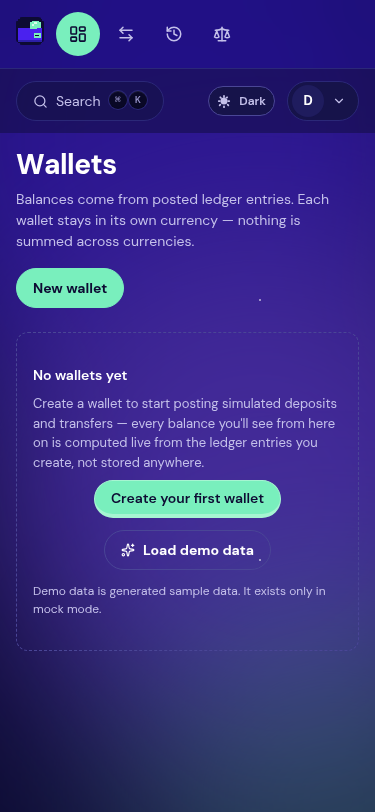 Search ⌘ K
Dark
D
Wallets
Balances come from posted ledger entries. Each
wallet stays in its own currency — nothing is
summed across currencies.
New wallet
No wallets yet
Create a wallet to start posting simulated deposits
and transfers — every balance you'll see from here
on is computed live from the ledger entries you
create, not stored anywhere.
Create your first wallet
Load demo data
Demo data is generated sample data. It exists only in
mock mode.